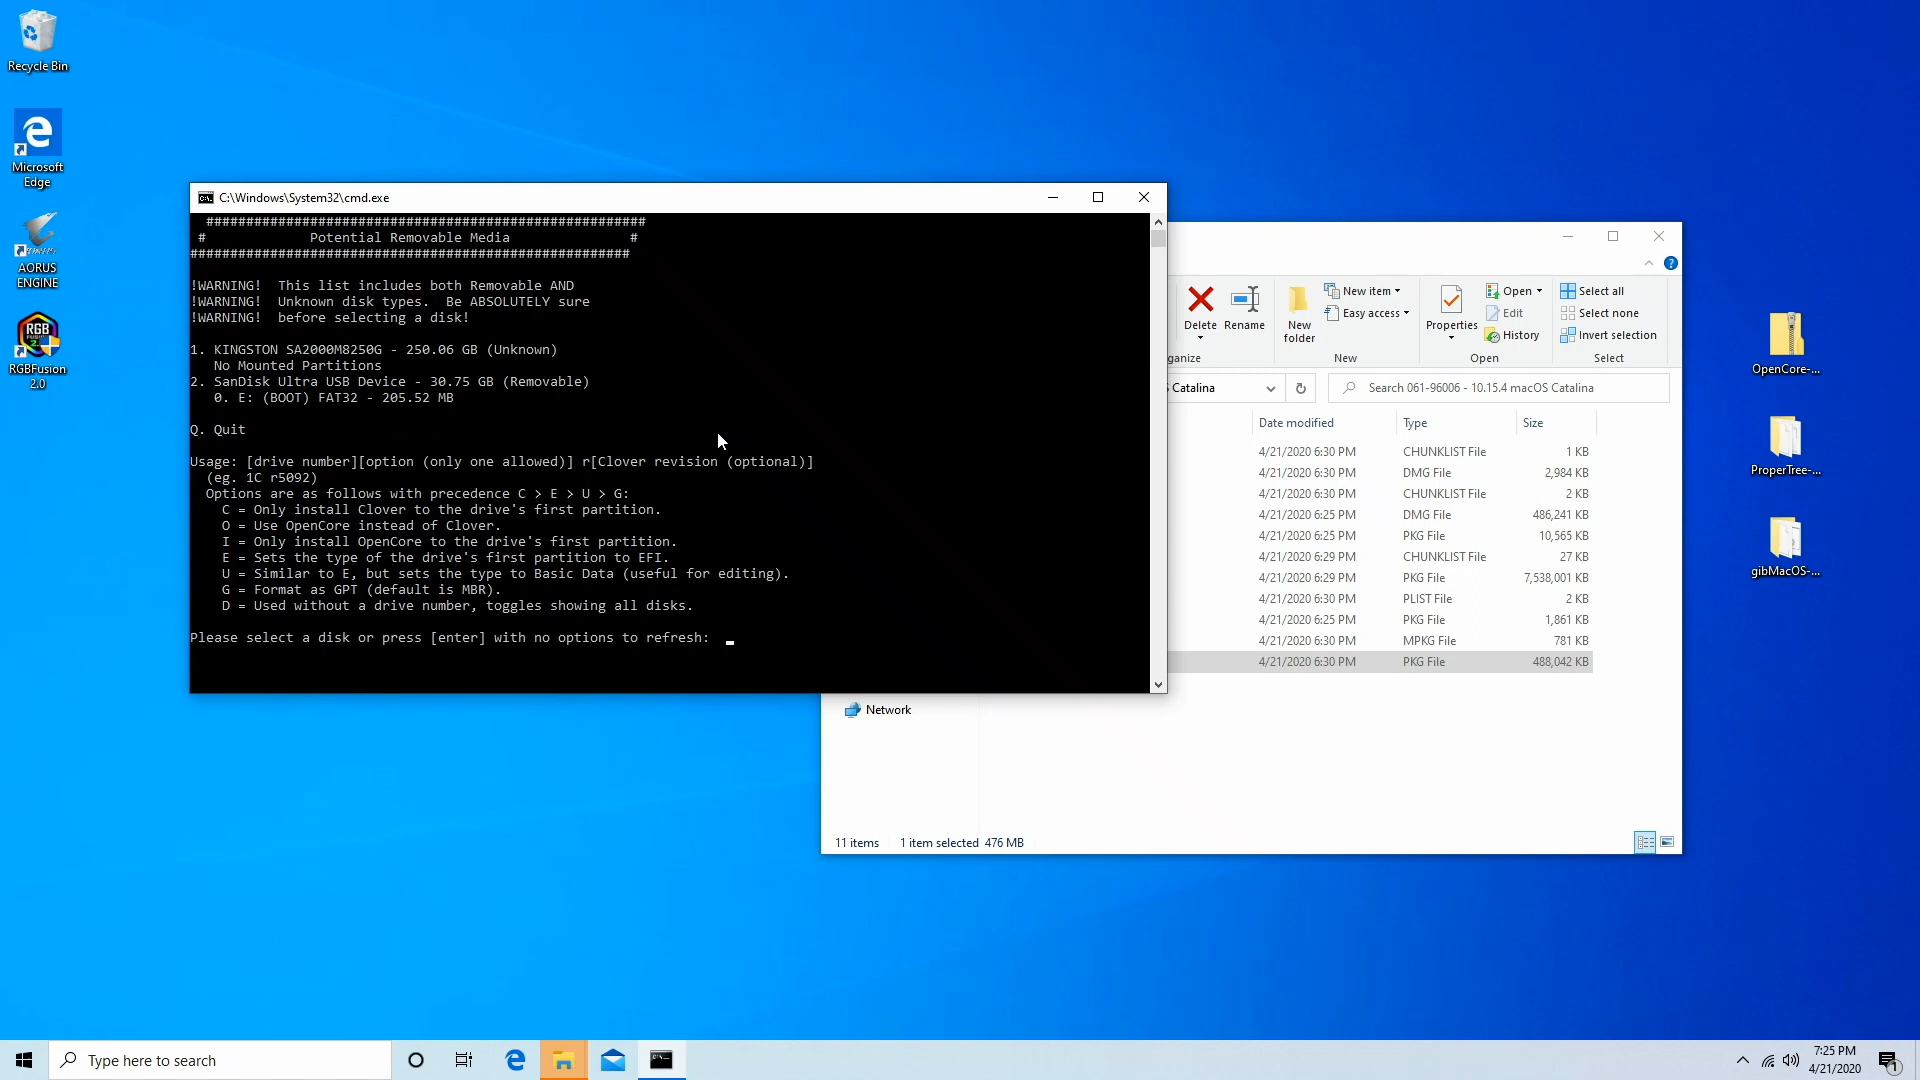 Recycle Bin
Microsoft
Edge
AORUS
ENGINE
RGB
RGBFusion
2.0
C:\Windows\System32\cmd.exe
#######################################################
# Potential Removable Media #
#######################################################
!WARNING! This list includes both Removable AND
!WARNING! Unknown disk types. Be ABSOLUTELY sure
!WARNING! before selecting a disk!
1. KINGSTON SA2000M8250G - 250.06 GB (Unknown)
No Mounted Partitions
2. SanDisk Ultra USB Device - 30.75 GB (Removable)
0. E: (BOOT) FAT32 - 205.52 MB
Q. Quit
Usage: [drive number][option (only one allowed)] r[Clover revision (optional)]
(eg. 1C r5092)
Options are as follows with precedence C > E > U > G:
C = Only install Clover to the drive's first partition.
O = Use OpenCore instead of Clover.
I = Only install OpenCore to the drive's first partition.
E = Sets the type of the drive's first partition to EFI.
U = Similar to E, but sets the type to Basic Data (useful for editing).
G = Format as GPT (default is MBR).
D = Used without a drive number, toggles showing all disks.
Please select a disk or press [enter] with no options to refresh: _
Delete Rename
New
folder
New item
Easy access
Properties
Open
Edit
History
Select all
Select none
Invert selection
ganize New Open Select
Catalina
Search 061-96006 - 10.15.4 macOS Catalina
Date modified Type Size
4/21/2020 6:30 PM CHUNKLIST File 1 KB
4/21/2020 6:30 PM DMG File 2,984 KB
4/21/2020 6:30 PM CHUNKLIST File 2 KB
4/21/2020 6:25 PM DMG File 486,241 KB
4/21/2020 6:25 PM PKG File 10,565 KB
4/21/2020 6:29 PM CHUNKLIST File 27 KB
4/21/2020 6:29 PM PKG File 7,538,001 KB
4/21/2020 6:30 PM PLIST File 2 KB
4/21/2020 6:25 PM PKG File 1,861 KB
4/21/2020 6:30 PM MPKG File 781 KB
4/21/2020 6:30 PM PKG File 488,042 KB
Network
11 items 1 item selected 476 MB
OpenCore-...
ProperTree-...
gibMacOS-...
Type here to search
7:25 PM
4/21/2020
1